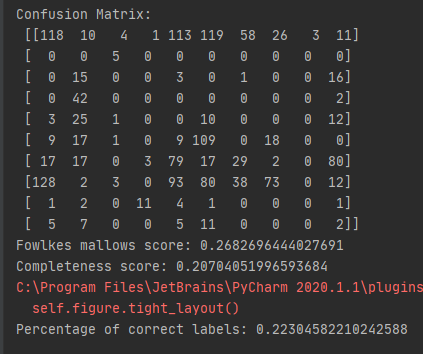 Confusion Matrix:
[[118 10 4 1 113 119 58 26 3 11]
[ 0 0 5 0 0 0 0 0 0 0]
[ 0 15 0 0 3 0 1 0 0 16]
[ 0 42 0 0 0 0 0 0 0 2]
[ 3 25 1 0 0 10 0 0 0 12]
[ 9 17 1 0 9 109 0 18 0 0]
[ 17 17 0 3 79 17 29 2 0 80]
[128 2 3 0 93 80 38 73 0 12]
[ 1 2 0 11 4 1 0 0 0 1]
[ 5 7 0 0 5 11 0 0 0 2]]
Fowlkes mallows score: 0.2682696444027691
Completeness score: 0.20704051996593684
C:\Program Files\JetBrains\PyCharm 2020.1.1\plugins
self.figure.tight_layout()
Percentage of correct labels: 0.22304582210242588